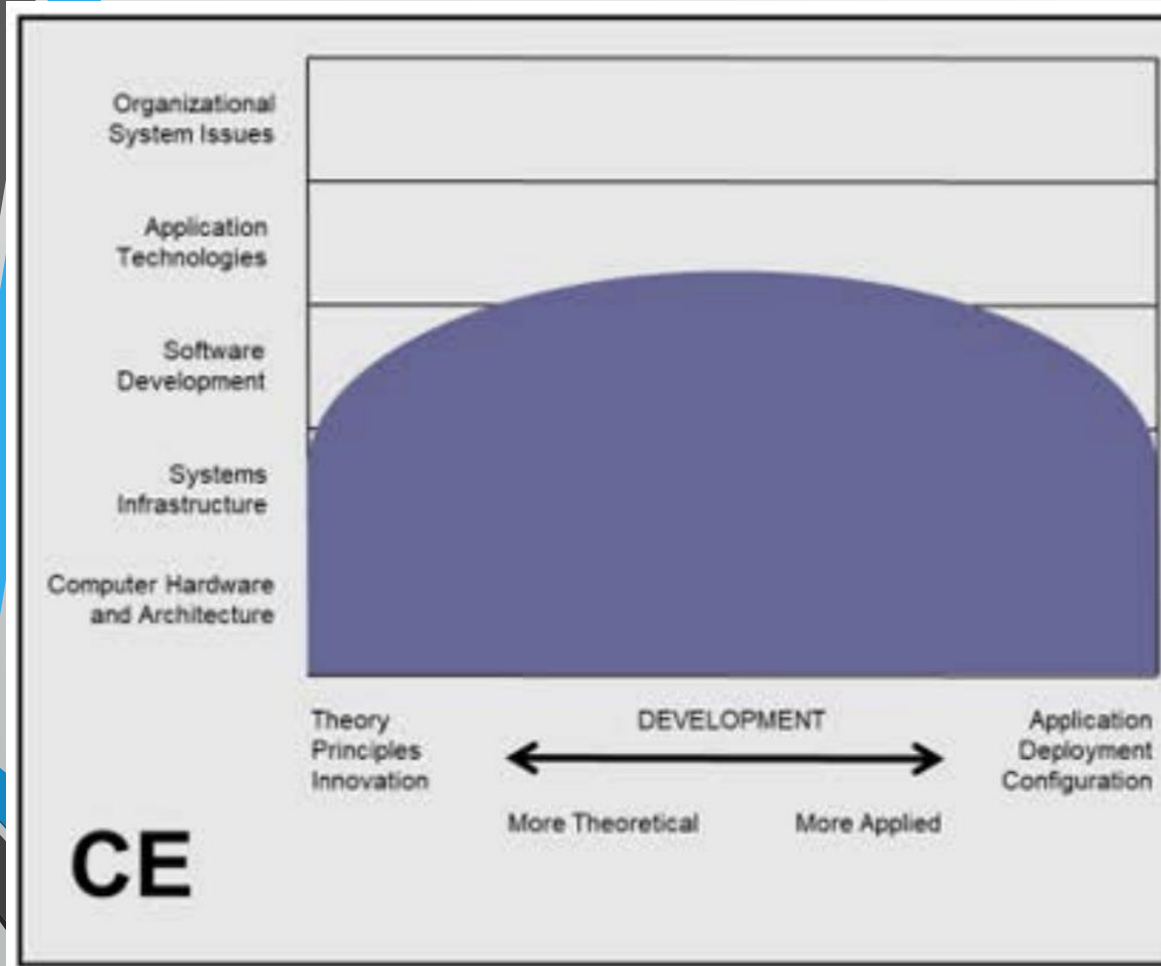 Organizational
System Issues
Application
Technologies
Software
Development
Systems
Infrastructure
Computer Hardware
and Architecture
Theory
Principles
Innovation
DEVELOPMENT
Application
Deployment
Configuration
More Theoretical
More Applied
CE